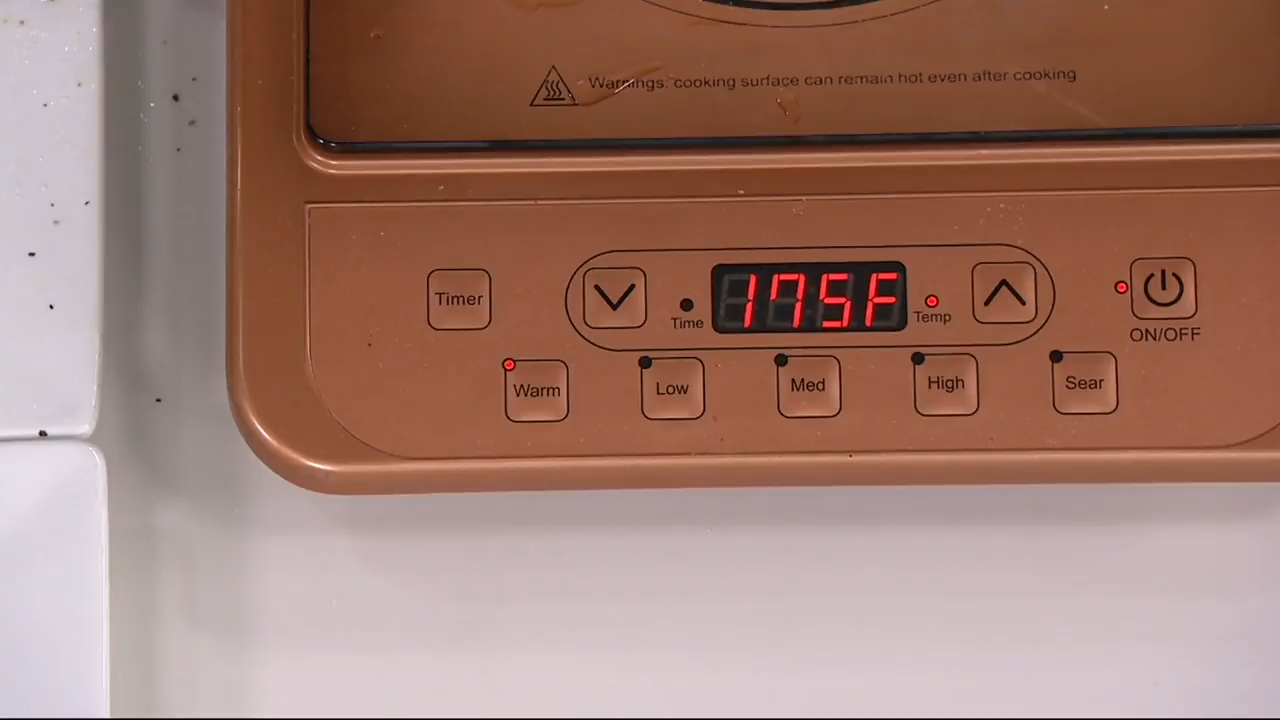 Warnings: cooking surface can remain hot even after cooking
Timer
Time
175F
Temp
ON/OFF
Warm
Low
Med
High
Sear